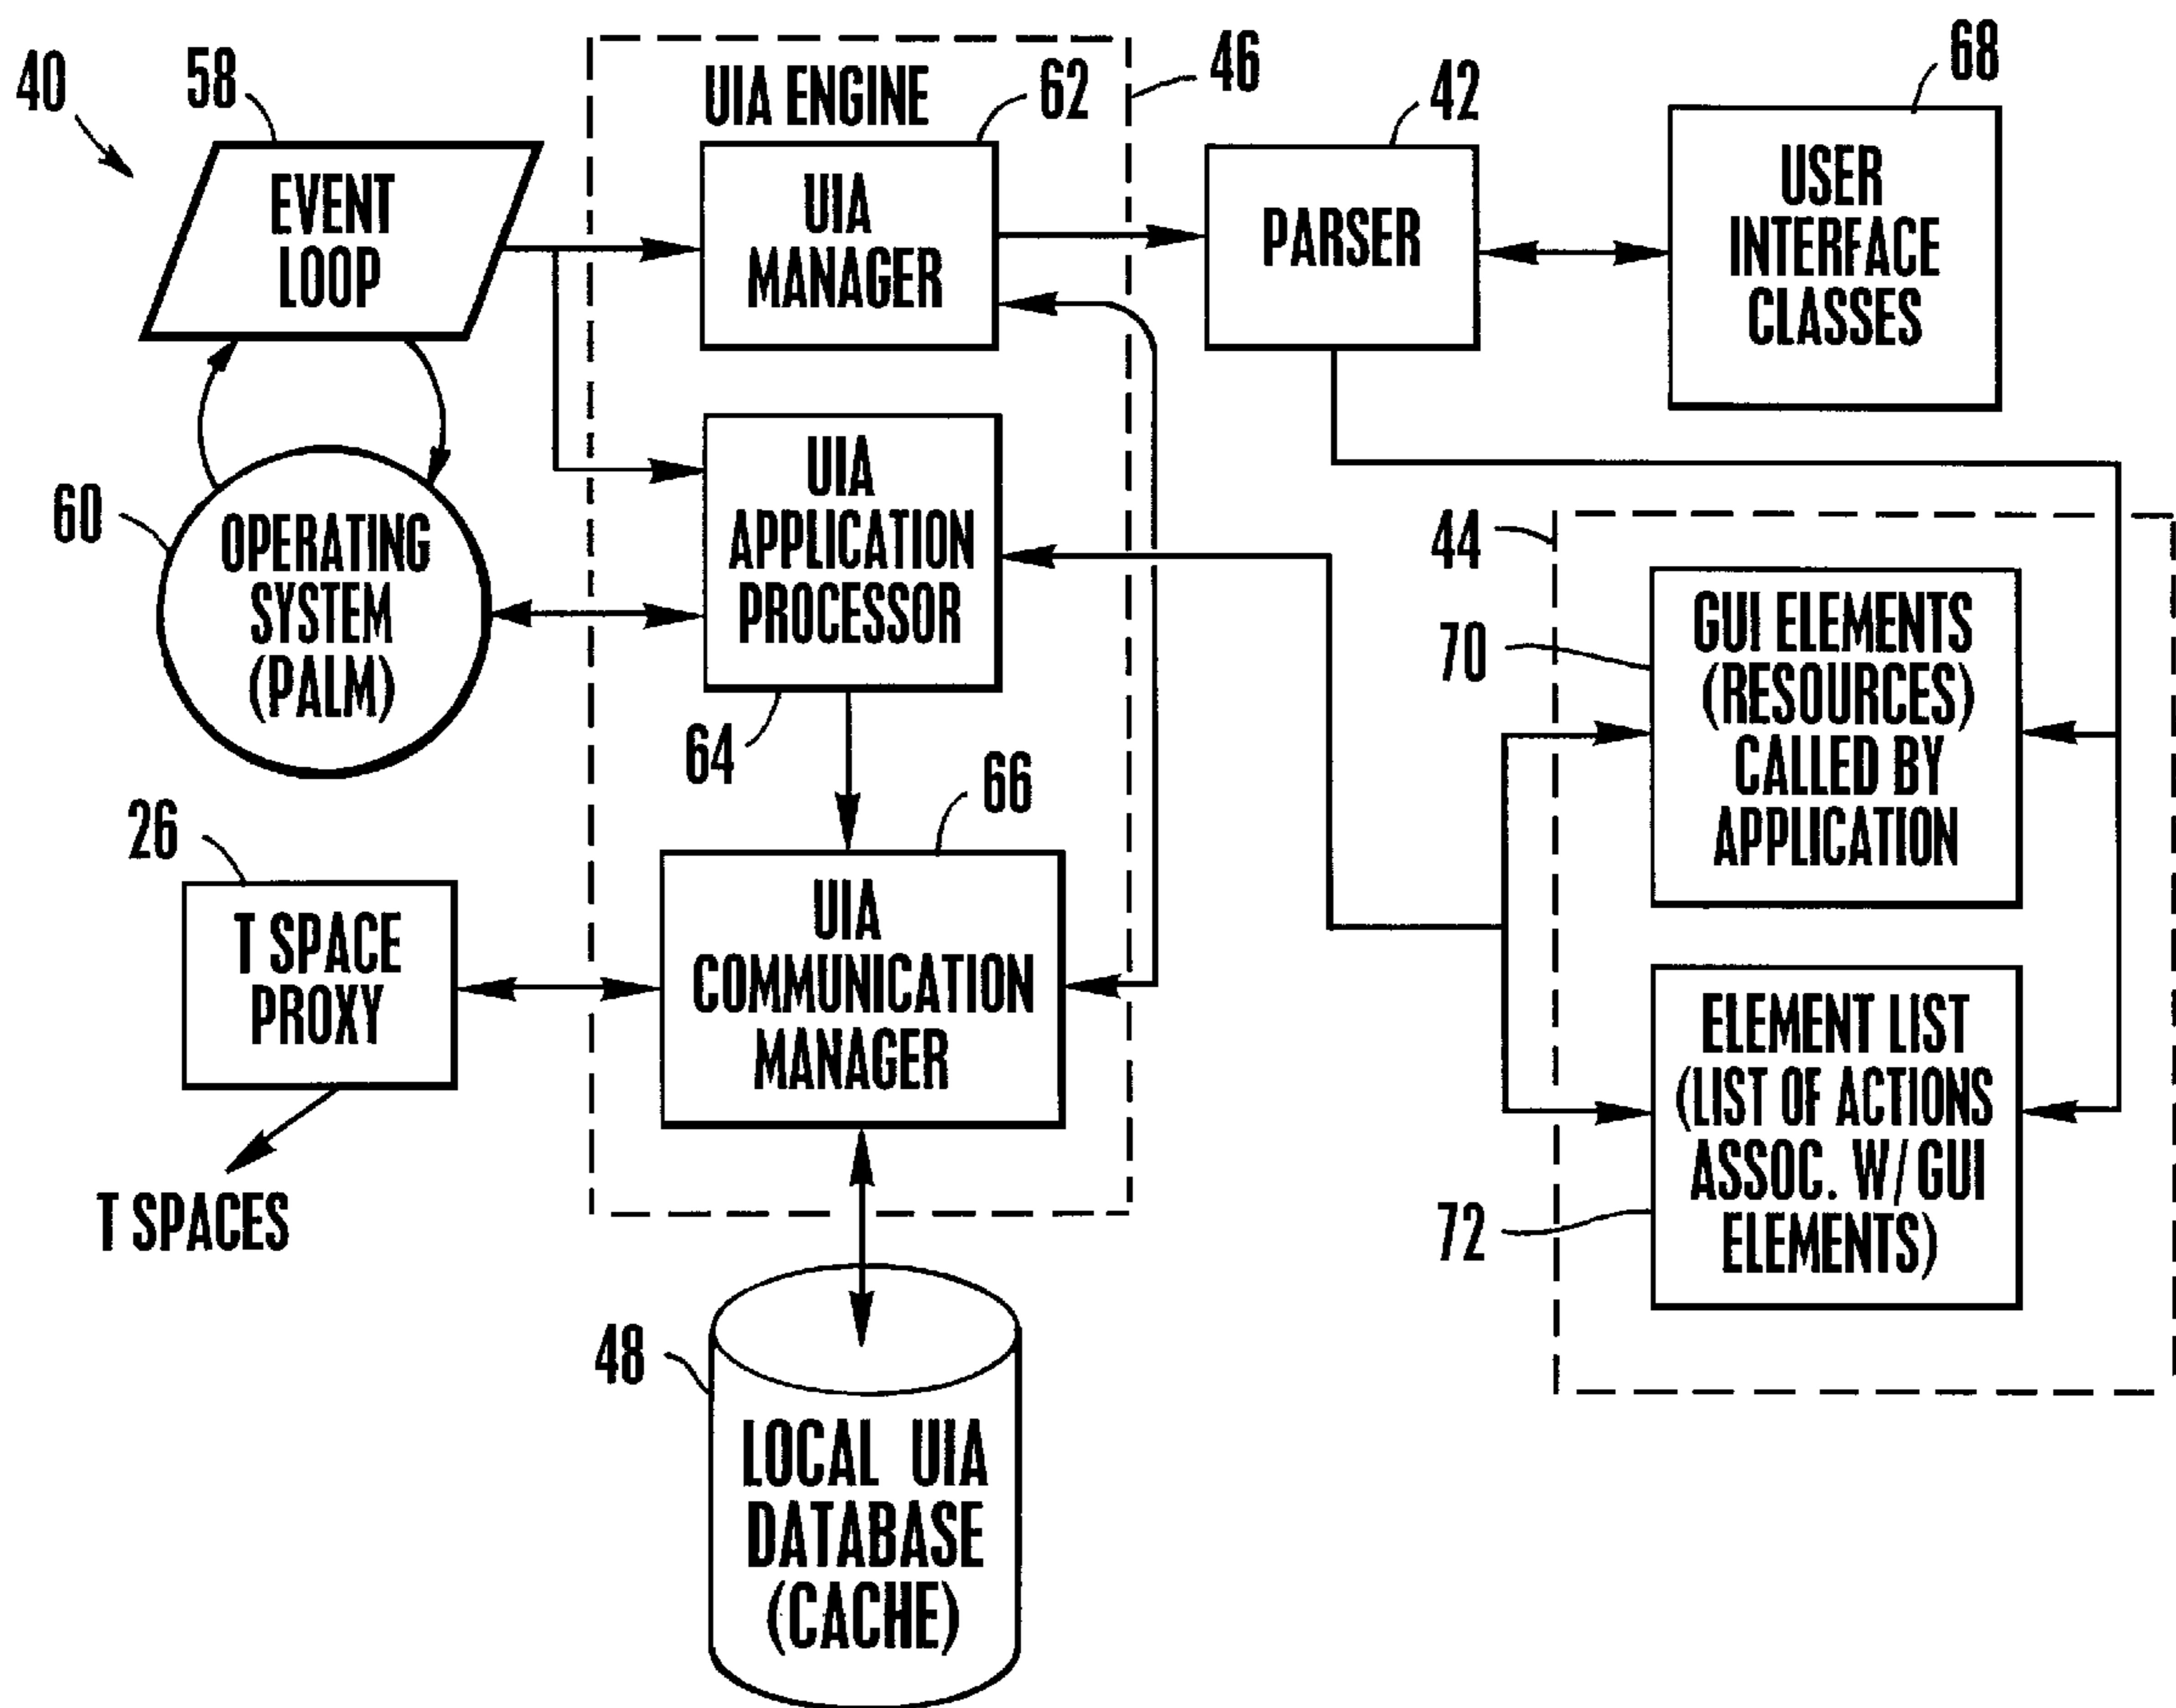 40
58
EVENT
LOOP
UIA ENGINE
46
62
UIA
MANAGER
42
PARSER
68
USER
INTERFACE
CLASSES
60
OPERATING
SYSTEM
(PALM)
UIA
APPLICATION
PROCESSOR
64
44
70
GUI ELEMENTS
(RESOURCES)
CALLED BY
APPLICATION
26
T SPACE
PROXY
T SPACES
66
UIA
COMMUNICATION
MANAGER
72
ELEMENT LIST
(LIST OF ACTIONS
ASSOC. W/ GUI
ELEMENTS)
48
LOCAL UIA
DATABASE
(CACHE)